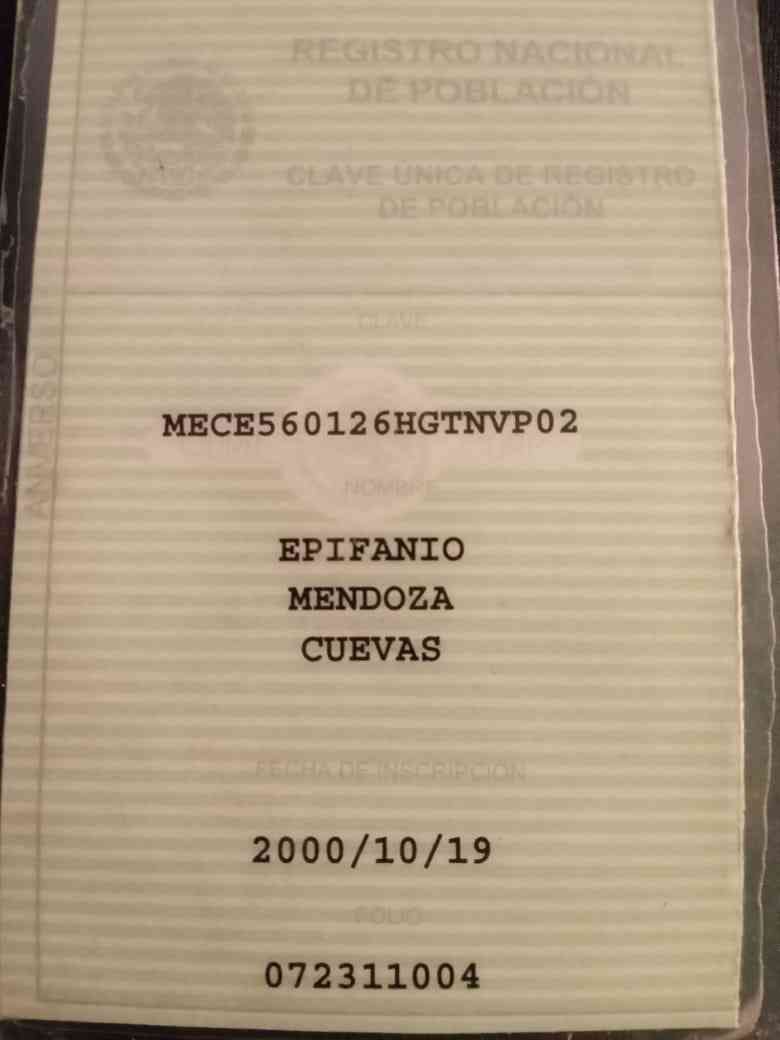 REGISTRO NACIONAL
DE POBLACIÓN
CLAVE UNICA DE REGISTRO
DE POBLACIÓN
CLAVE
MECE560126HGTNVP02
NOMBRE
EPIFANIO
MENDOZA
CUEVAS
FECHA DE INSCRIPCIÓN
2000/10/19
FOLIO
072311004
ANVERSO